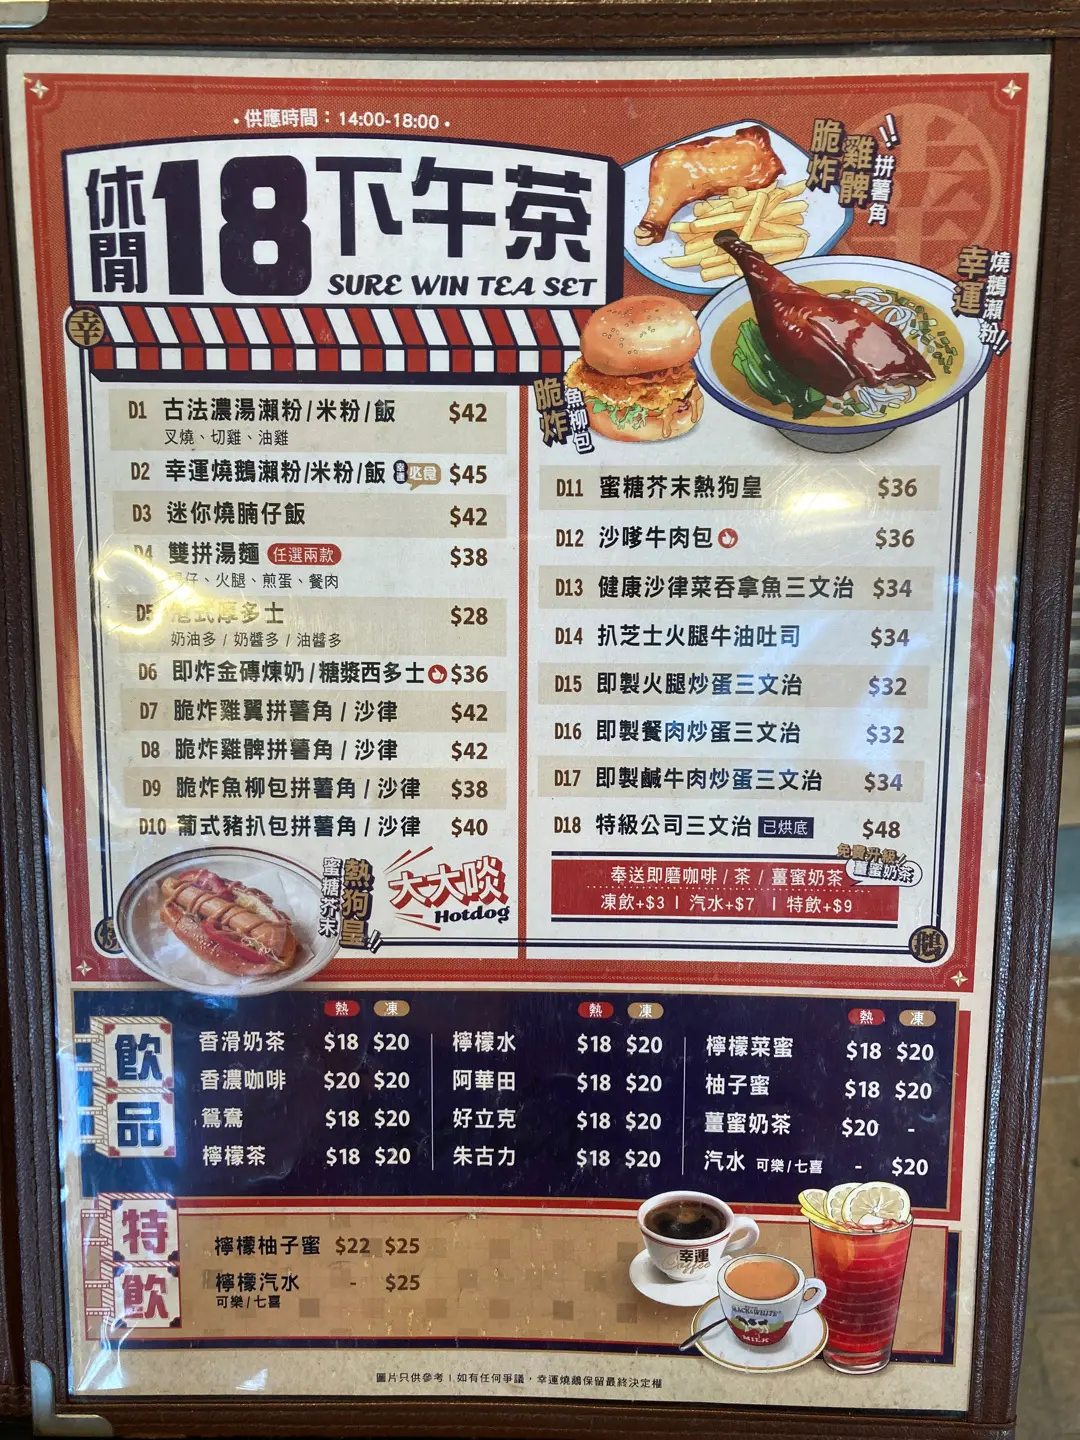 •供應時間：14:00-18:00•
休閒18下午茶
SURE WIN TEA SET
脆炸雞髀!!
拼薯角
幸運燒鵝瀨粉!!
脆炸魚柳包
D1 古法濃湯瀨粉/米粉/飯 $42
叉燒、切雞、油雞
D2 幸運燒鵝瀨粉/米粉/飯 必食 $45
D3 迷你燒腩仔飯 $42
D4 雙拼湯麵 任選兩款 $38
仔、火腿、煎蛋、餐肉
D5 港式厚多士 $28
奶油多/奶醬多/油醬多
D6 即炸金磚煉奶/糖漿西多士 $36
D7 脆炸雞翼拼薯角/沙律 $42
D8 脆炸雞髀拼薯角/沙律 $42
D9 脆炸魚柳包拼薯角/沙律 $38
D10 葡式豬扒包拼薯角/沙律 $40
D11 蜜糖芥末熱狗皇 $36
D12 沙嗲牛肉包 $36
D13 健康沙律菜吞拿魚三文治 $34
D14 扒芝士火腿牛油吐司 $34
D15 即製火腿炒蛋三文治 $32
D16 即製餐肉炒蛋三文治 $32
D17 即製鹹牛肉炒蛋三文治 $34
D18 特級公司三文治 已烘底 $48
免費升級!
薑蜜奶茶
奉送即磨咖啡/茶/薑蜜奶茶
凍飲+$3 | 汽水+$7 | 特飲+$9
蜜糖芥末
熱狗皇!!
大大啖
Hotdog
飲品
熱 凍
香滑奶茶 $18 $20
香濃咖啡 $20 $20
鴛鴦 $18 $20
檸檬茶 $18 $20
熱 凍
檸檬水 $18 $20
阿華田 $18 $20
好立克 $18 $20
朱古力 $18 $20
熱 凍
檸檬菜蜜 $18 $20
柚子蜜 $18 $20
薑蜜奶茶 $20 -
汽水 可樂/七喜 - $20
特飲
檸檬柚子蜜 $22 $25
檸檬汽水 - $25
可樂/七喜
幸運
Coffee
MILK
圖片只供參考 | 如有任何爭議，幸運燒鵝保留最終決定權